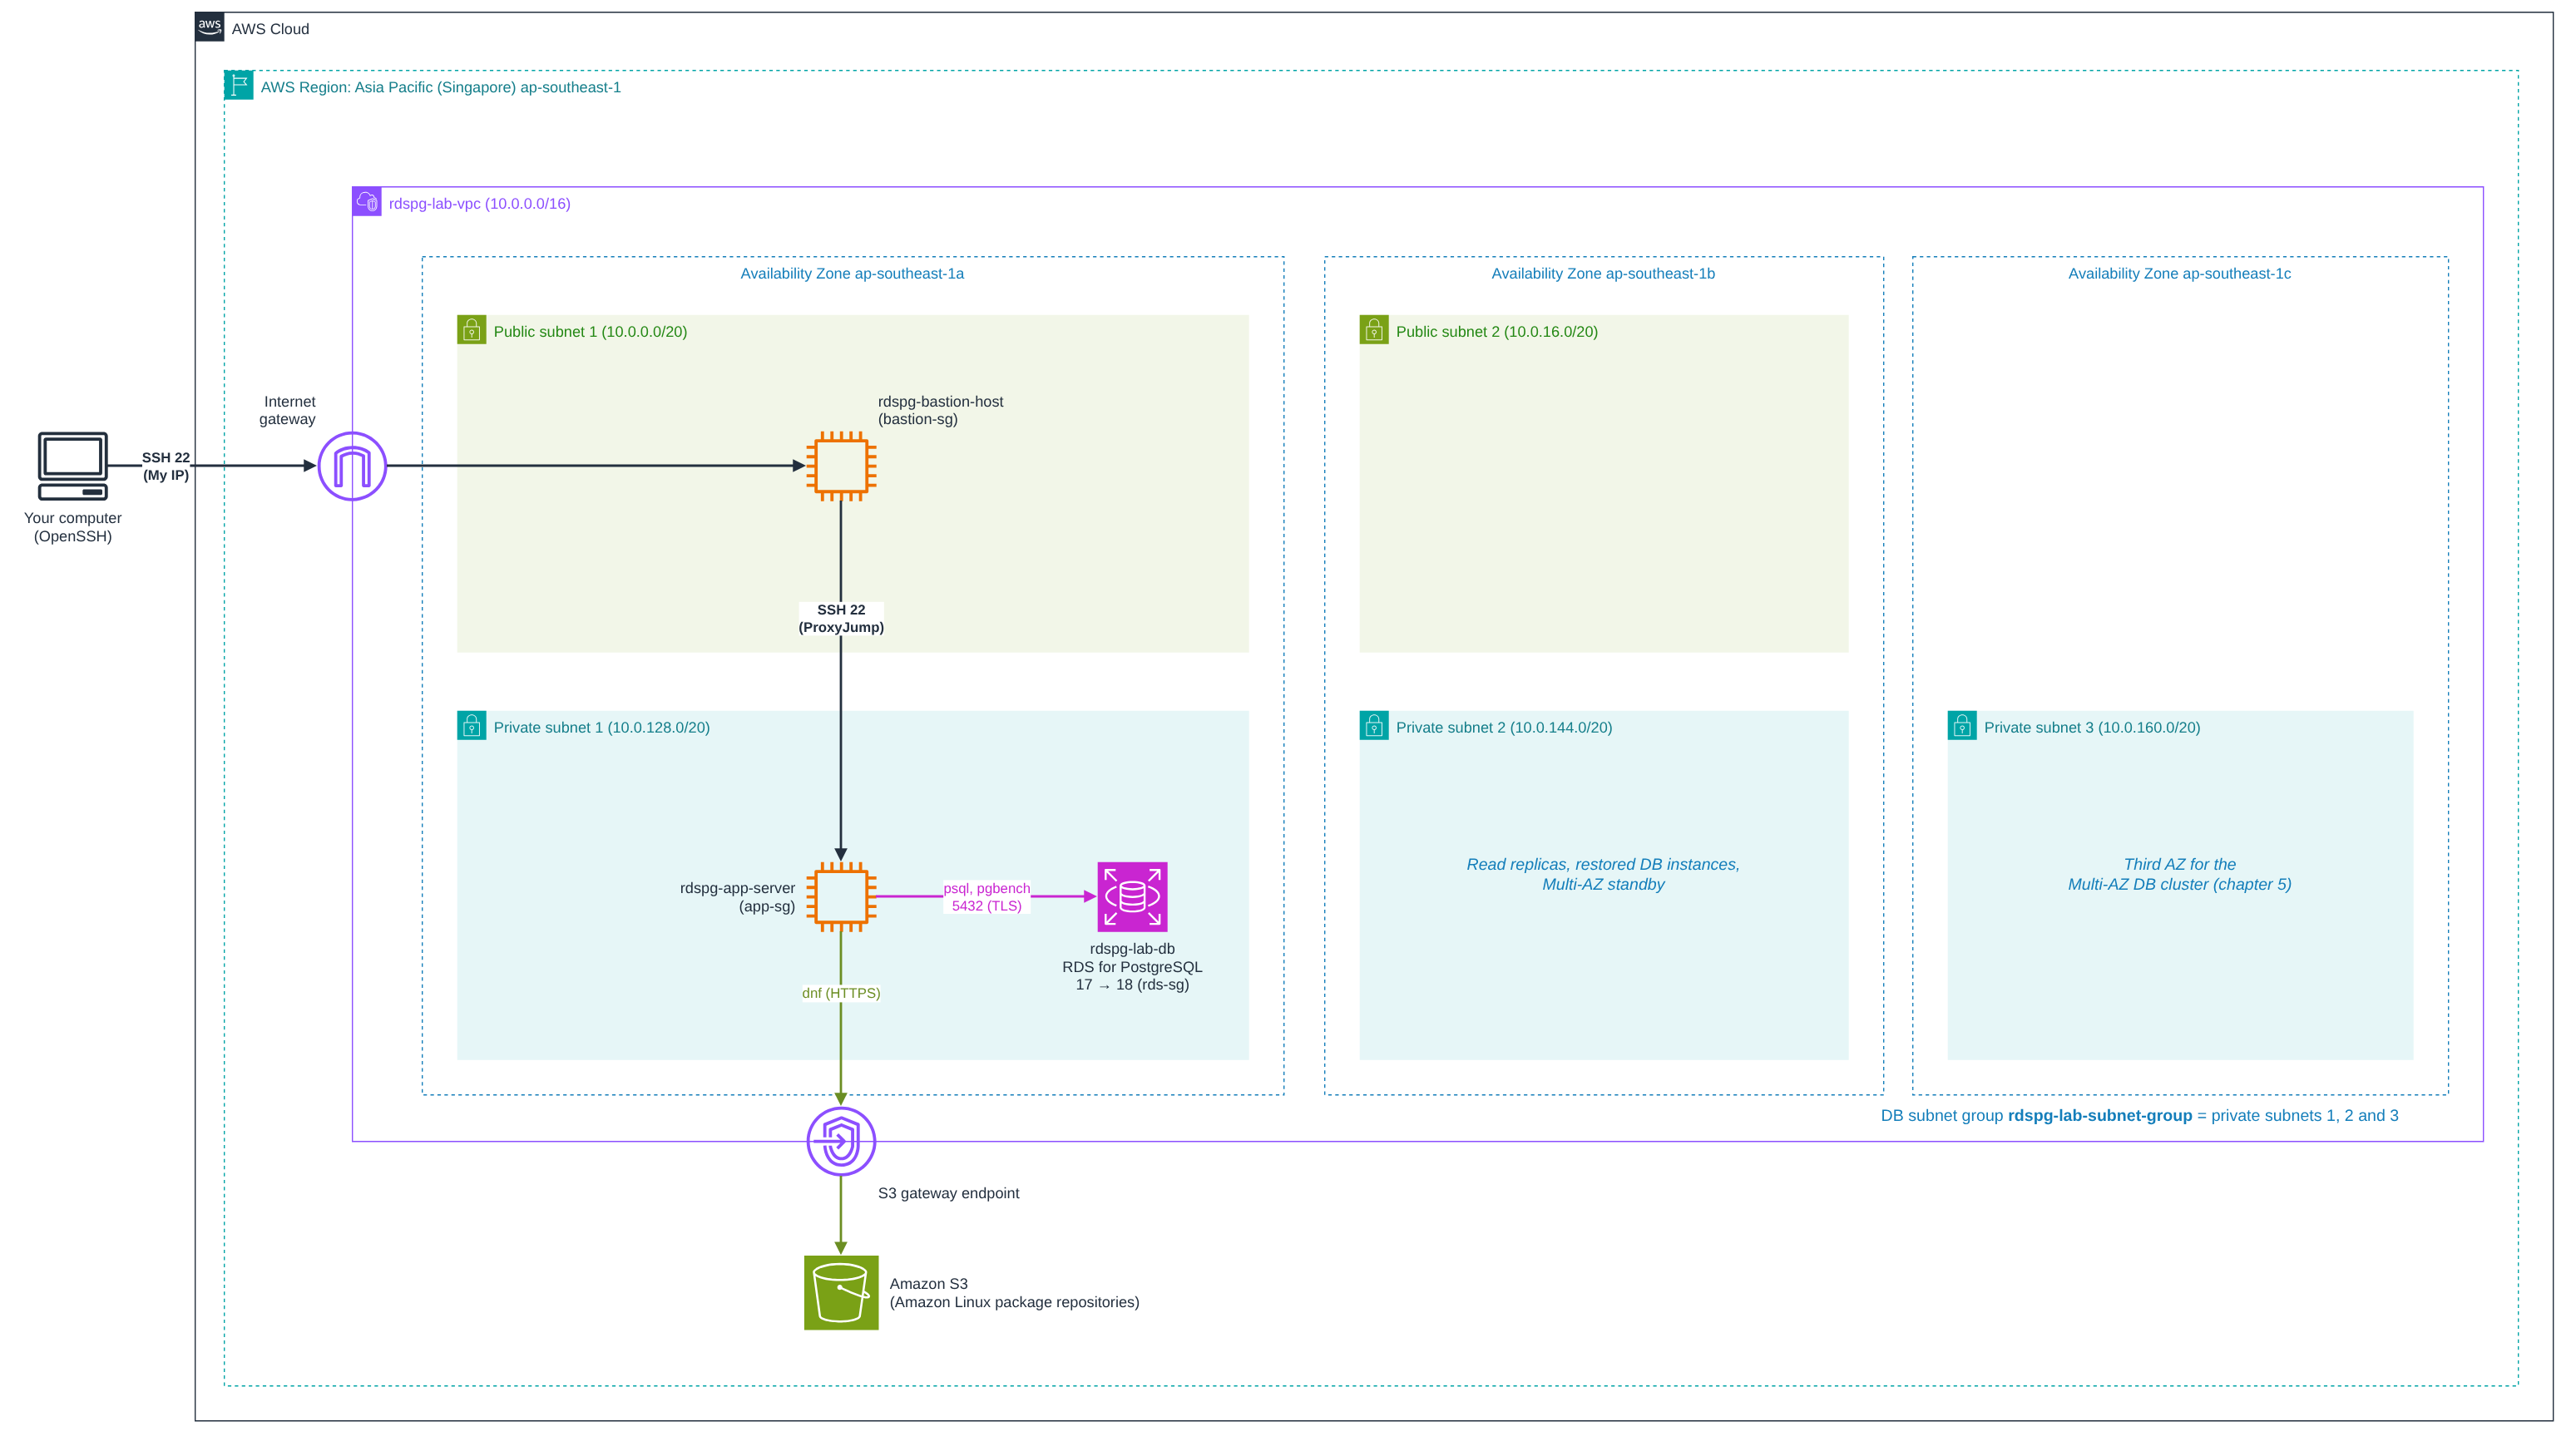 aws
AWS Cloud
AWS Region: Asia Pacific (Singapore) ap-southeast-1
rdspg-lab-vpc (10.0.0.0/16)
Availability Zone ap-southeast-1a
Availability Zone ap-southeast-1b
Availability Zone ap-southeast-1c
Public subnet 1 (10.0.0.0/20)
Public subnet 2 (10.0.16.0/20)
Internet
gateway
rdspg-bastion-host
(bastion-sg)
SSH 22
(My IP)
Your computer
(OpenSSH)
SSH 22
(ProxyJump)
Private subnet 1 (10.0.128.0/20)
Private subnet 2 (10.0.144.0/20)
Private subnet 3 (10.0.160.0/20)
rdspg-app-server
(app-sg)
psql, pgbench
5432 (TLS)
rdspg-lab-db
RDS for PostgreSQL
17 → 18 (rds-sg)
Read replicas, restored DB instances,
Multi-AZ standby
Third AZ for the
Multi-AZ DB cluster (chapter 5)
dnf (HTTPS)
DB subnet group rdspg-lab-subnet-group = private subnets 1, 2 and 3
S3 gateway endpoint
Amazon S3
(Amazon Linux package repositories)